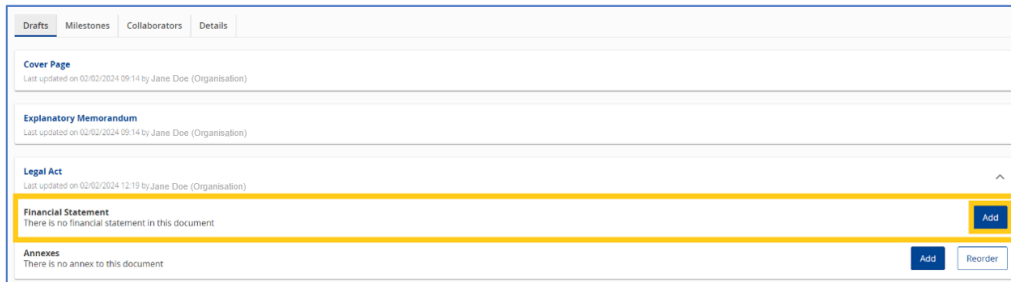 Drafts Milestones Collaborators Details
Cover Page
Last updated on 02/02/2024 09:14 by Jane Doe (Organisation)
Explanatory Memorandum
Last updated on 02/02/2024 09:14 by Jane Doe (Organisation)
Legal Act
Last updated on 02/02/2024 12:19 by Jane Doe (Organisation)
Financial Statement
There is no financial statement in this document
Add
Annexes
There is no annex to this document
Add Reorder